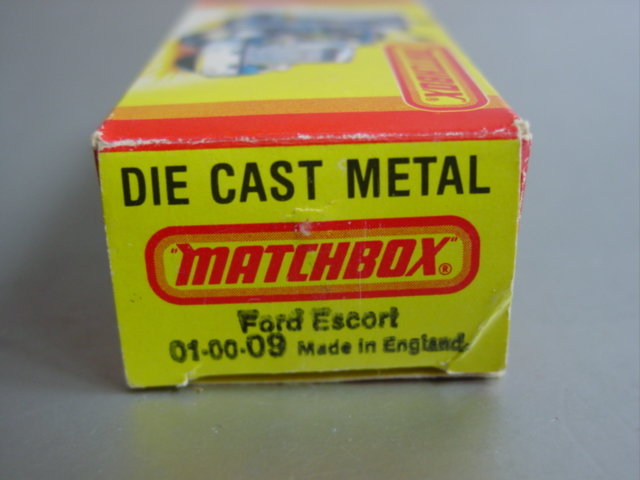 "MATCHBOX"®
DIE CAST METAL
"MATCHBOX"®
Ford Escort
01-00-09 Made in England.